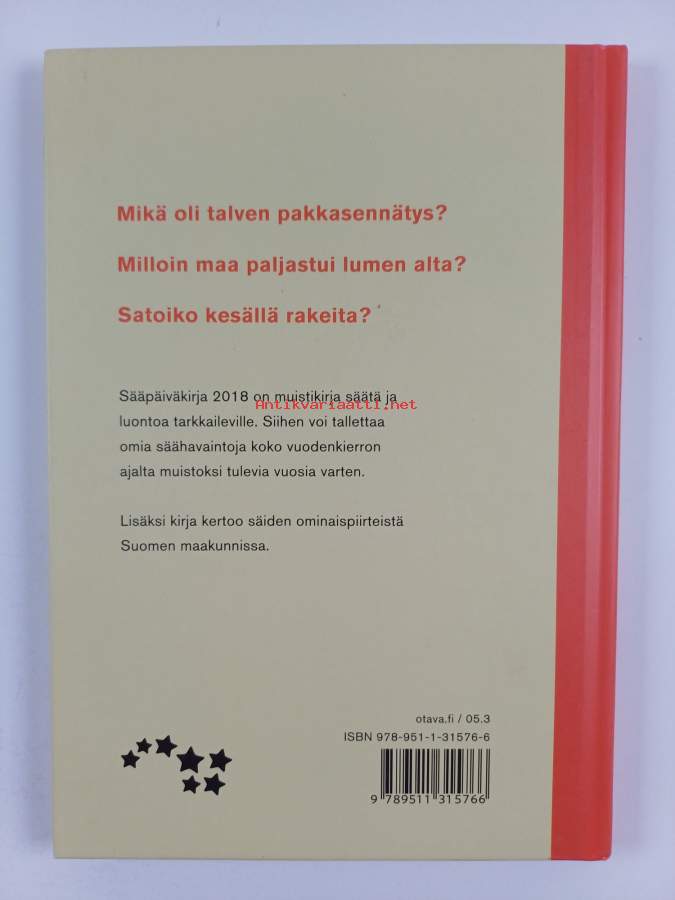 Mikä oli talven pakkasennätys?
Milloin maa paljastui lumen alta?
Satoiko kesällä rakeita?
Sääpäiväkirja 2018 on muistikirja säätä ja
Antikvariaatti.net
luontoa tarkkaileville. Siihen voi tallettaa
omia säähavaintoja koko vuodenkierron
ajalta muistoksi tulevia vuosia varten.
Lisäksi kirja kertoo säiden ominaispiirteistä
Suomen maakunnissa.
otava.fi / 05.3
ISBN 978-951-1-31576-6
9 789511 315766